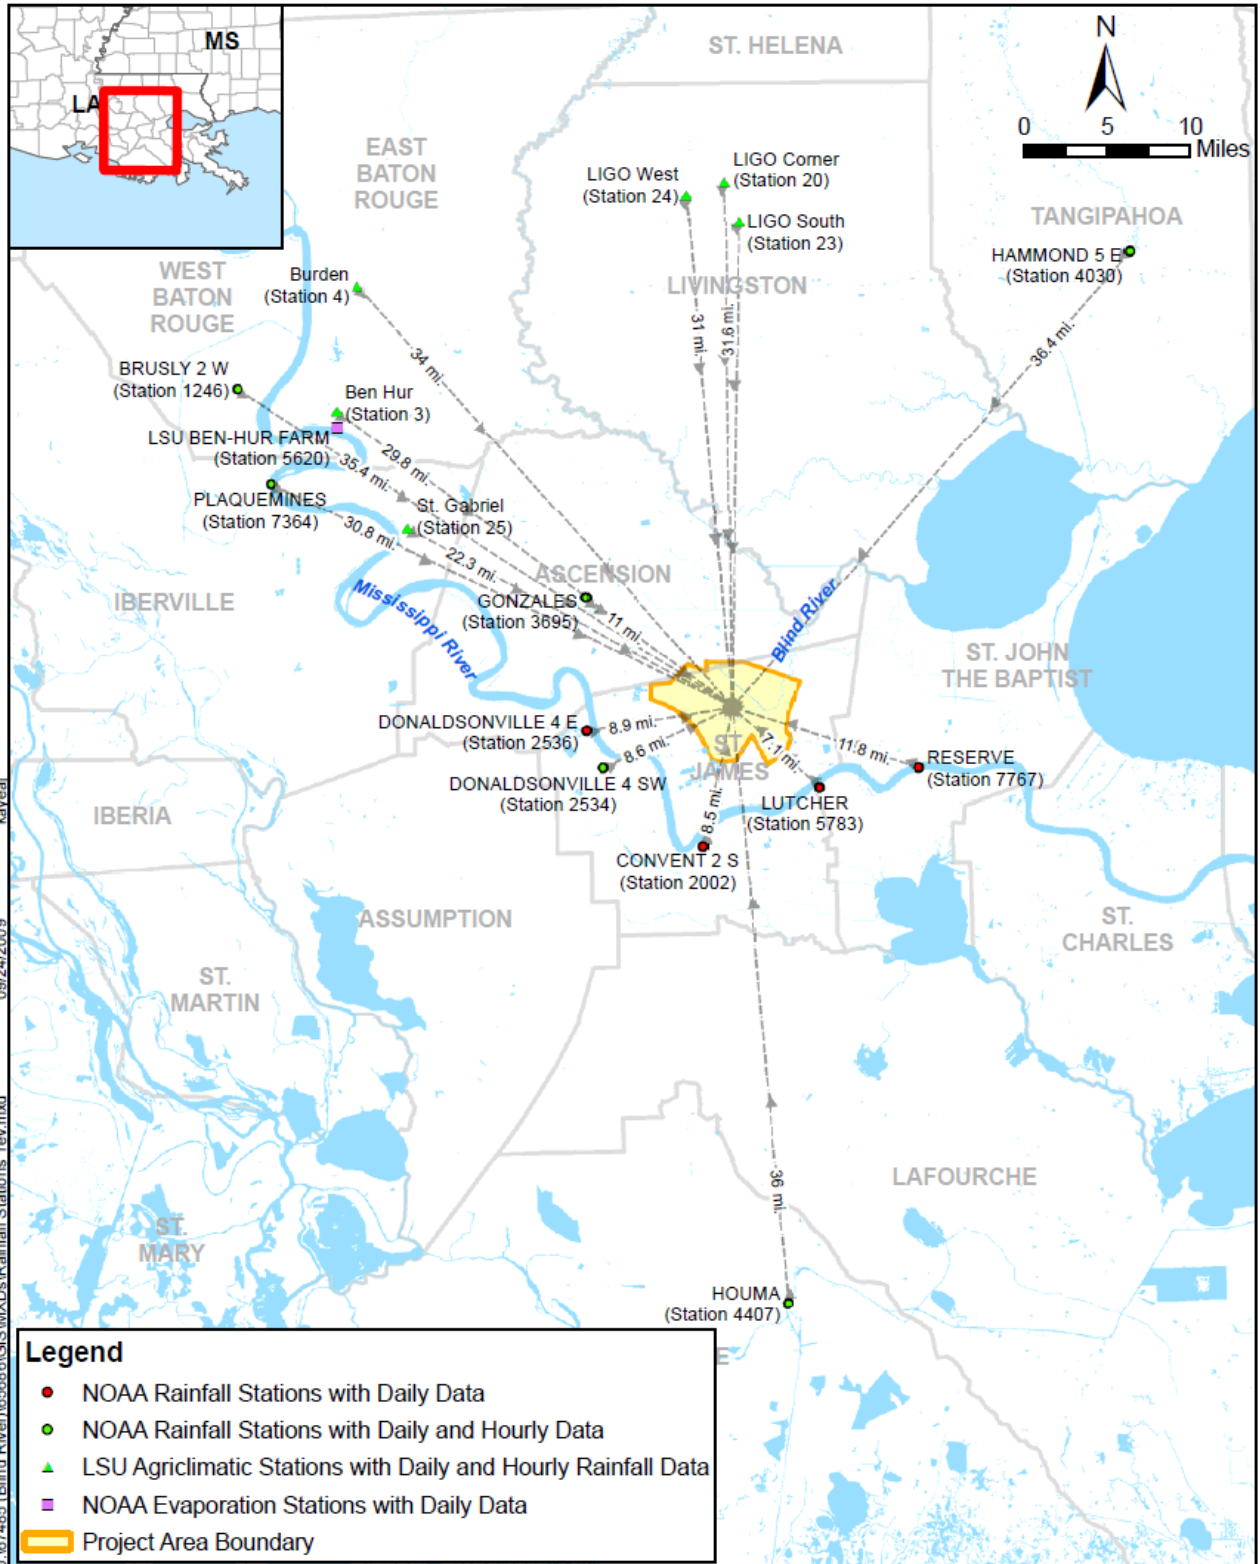 MS
LA
ST. HELENA
N
0 5 10
Miles
EAST
BATON
ROUGE
LIGO West
(Station 24)
LIGO Corner
(Station 20)
LIGO South
(Station 23)
TANGIPAHOA
HAMMOND 5 E
(Station 4030)
WEST
BATON
ROUGE
Burden
(Station 4)
LIVINGSTON
31 mi.
31.6 mi.
36.4 mi.
34 mi.
BRUSLY 2 W
(Station 1246)
Ben Hur
(Station 3)
LSU BEN-HUR FARM
(Station 5620)
29.8 mi.
35.4 mi.
PLAQUEMINES
(Station 7364)
St. Gabriel
(Station 25)
30.8 mi.
22.3 mi.
ASCENSION
IBERVILLE
Mississippi River
GONZALES
(Station 3695)
11 mi.
Blind River
ST. JOHN
THE BAPTIST
DONALDSONVILLE 4 E
(Station 2536)
8.9 mi.
8.6 mi.
DONALDSONVILLE 4 SW
(Station 2534)
ST.
JAMES
7.1 mi.
11.8 mi.
RESERVE
(Station 7767)
LUTCHER
(Station 5783)
8.5 mi.
CONVENT 2 S
(Station 2002)
IBERIA
ASSUMPTION
ST.
CHARLES
ST.
MARTIN
36 mi.
LAFOURCHE
ST.
MARY
HOUMA
(Station 4407)
E
Legend
NOAA Rainfall Stations with Daily Data
NOAA Rainfall Stations with Daily and Hourly Data
LSU Agriclimatic Stations with Daily and Hourly Rainfall Data
NOAA Evaporation Stations with Daily Data
Project Area Boundary